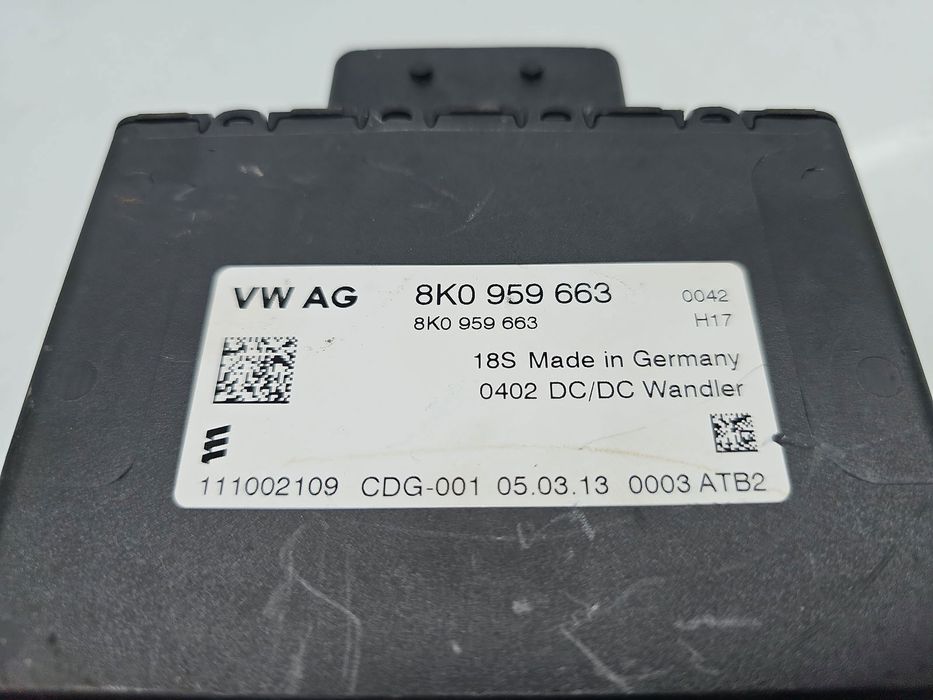 VW AG 8K0 959 663 0042
8K0 959 663 H17
18S Made in Germany
0402 DC/DC Wandler
111002109 CDG-001 05.03.13 0003 ATB2